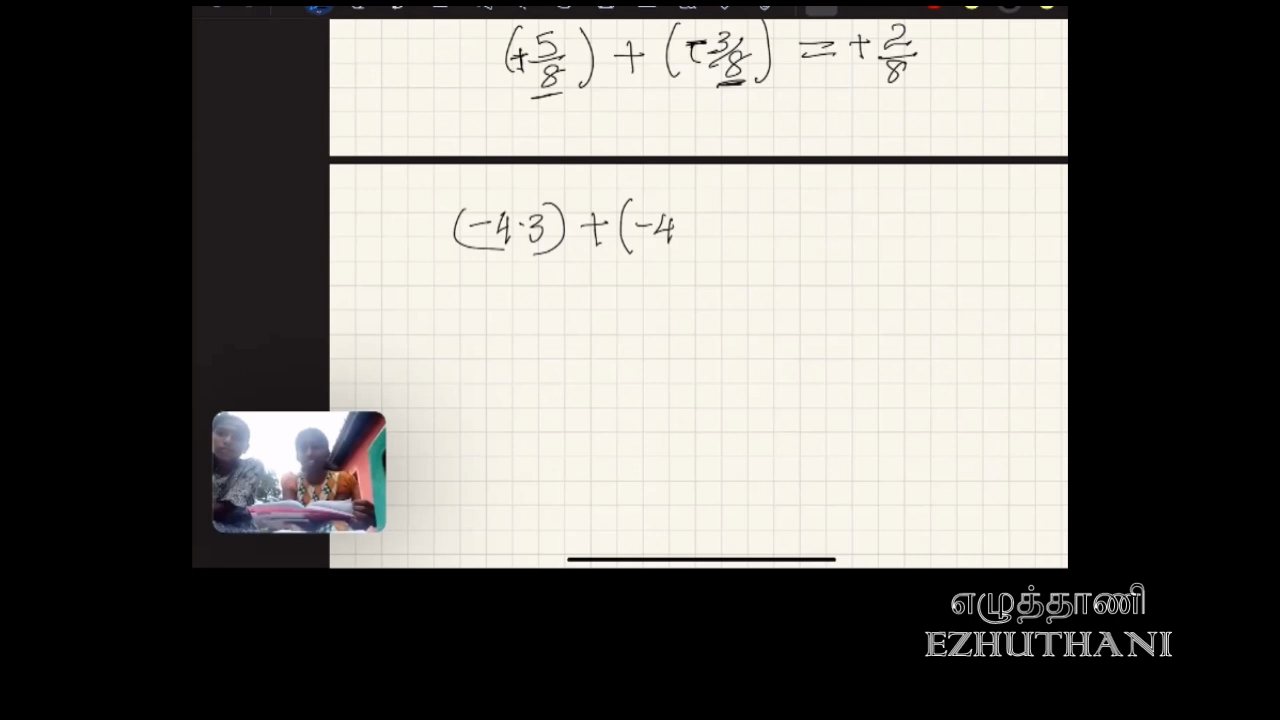 (+5/8) + (-3/8) = +2/8
(-4·3) + (-4
எழுத்தாணி
EZHUTHANI